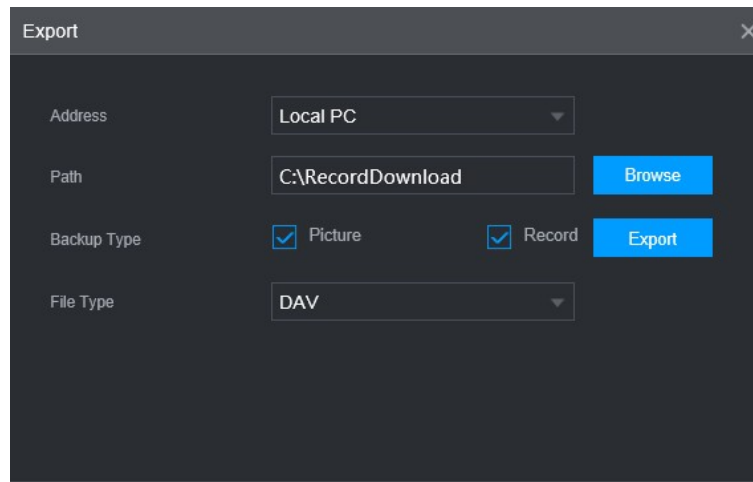 Export
Address Local PC
Path C:\RecordDownload Browse
Backup Type Picture Record Export
File Type DAV